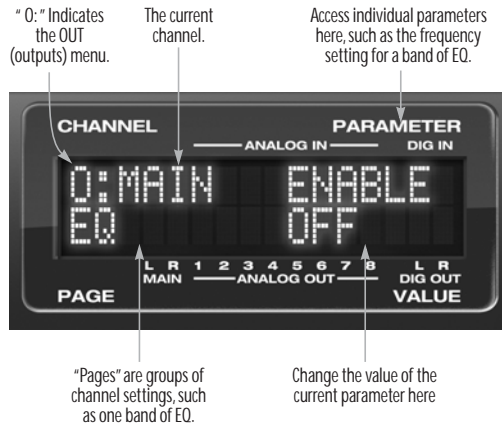 “ O:” Indicates
the OUT
(outputs) menu.
The current
channel.
Access individual parameters
here, such as the frequency
setting for a band of EQ.
CHANNEL
PARAMETER
ANALOG IN
DIG IN
O:MAIN
ENABLE
EQ
OFF
L R 1 2 3 4 5 6 7 8 L R
MAIN
ANALOG OUT
DIG OUT
PAGE
VALUE
“Pages” are groups of
channel settings, such
as one band of EQ.
Change the value of the
current parameter here